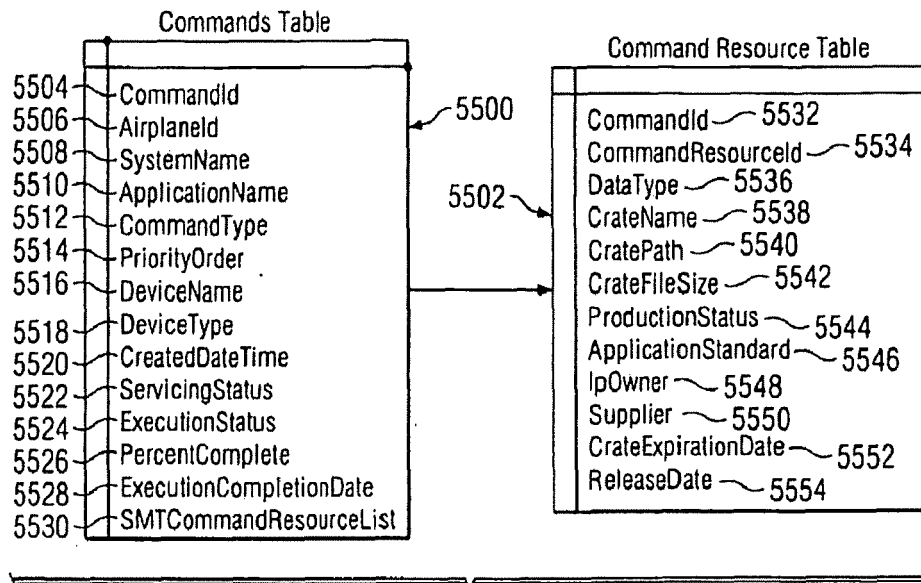 Commands Table
5504 CommandId
5506 AirplaneId
5508 SystemName
5510 ApplicationName
5512 CommandType
5514 PriorityOrder
5516 DeviceName
5518 DeviceType
5520 CreatedDateTime
5522 ServicingStatus
5524 ExecutionStatus
5526 PercentComplete
5528 ExecutionCompletionDate
5530 SMTCommandResourceList
5500
Command Resource Table
5502
CommandId 5532
CommandResourceId 5534
DataType 5536
CrateName 5538
CratePath 5540
CrateFileSize 5542
ProductionStatus 5544
ApplicationStandard 5546
IpOwner 5548
Supplier 5550
CrateExpirationDate 5552
ReleaseDate 5554